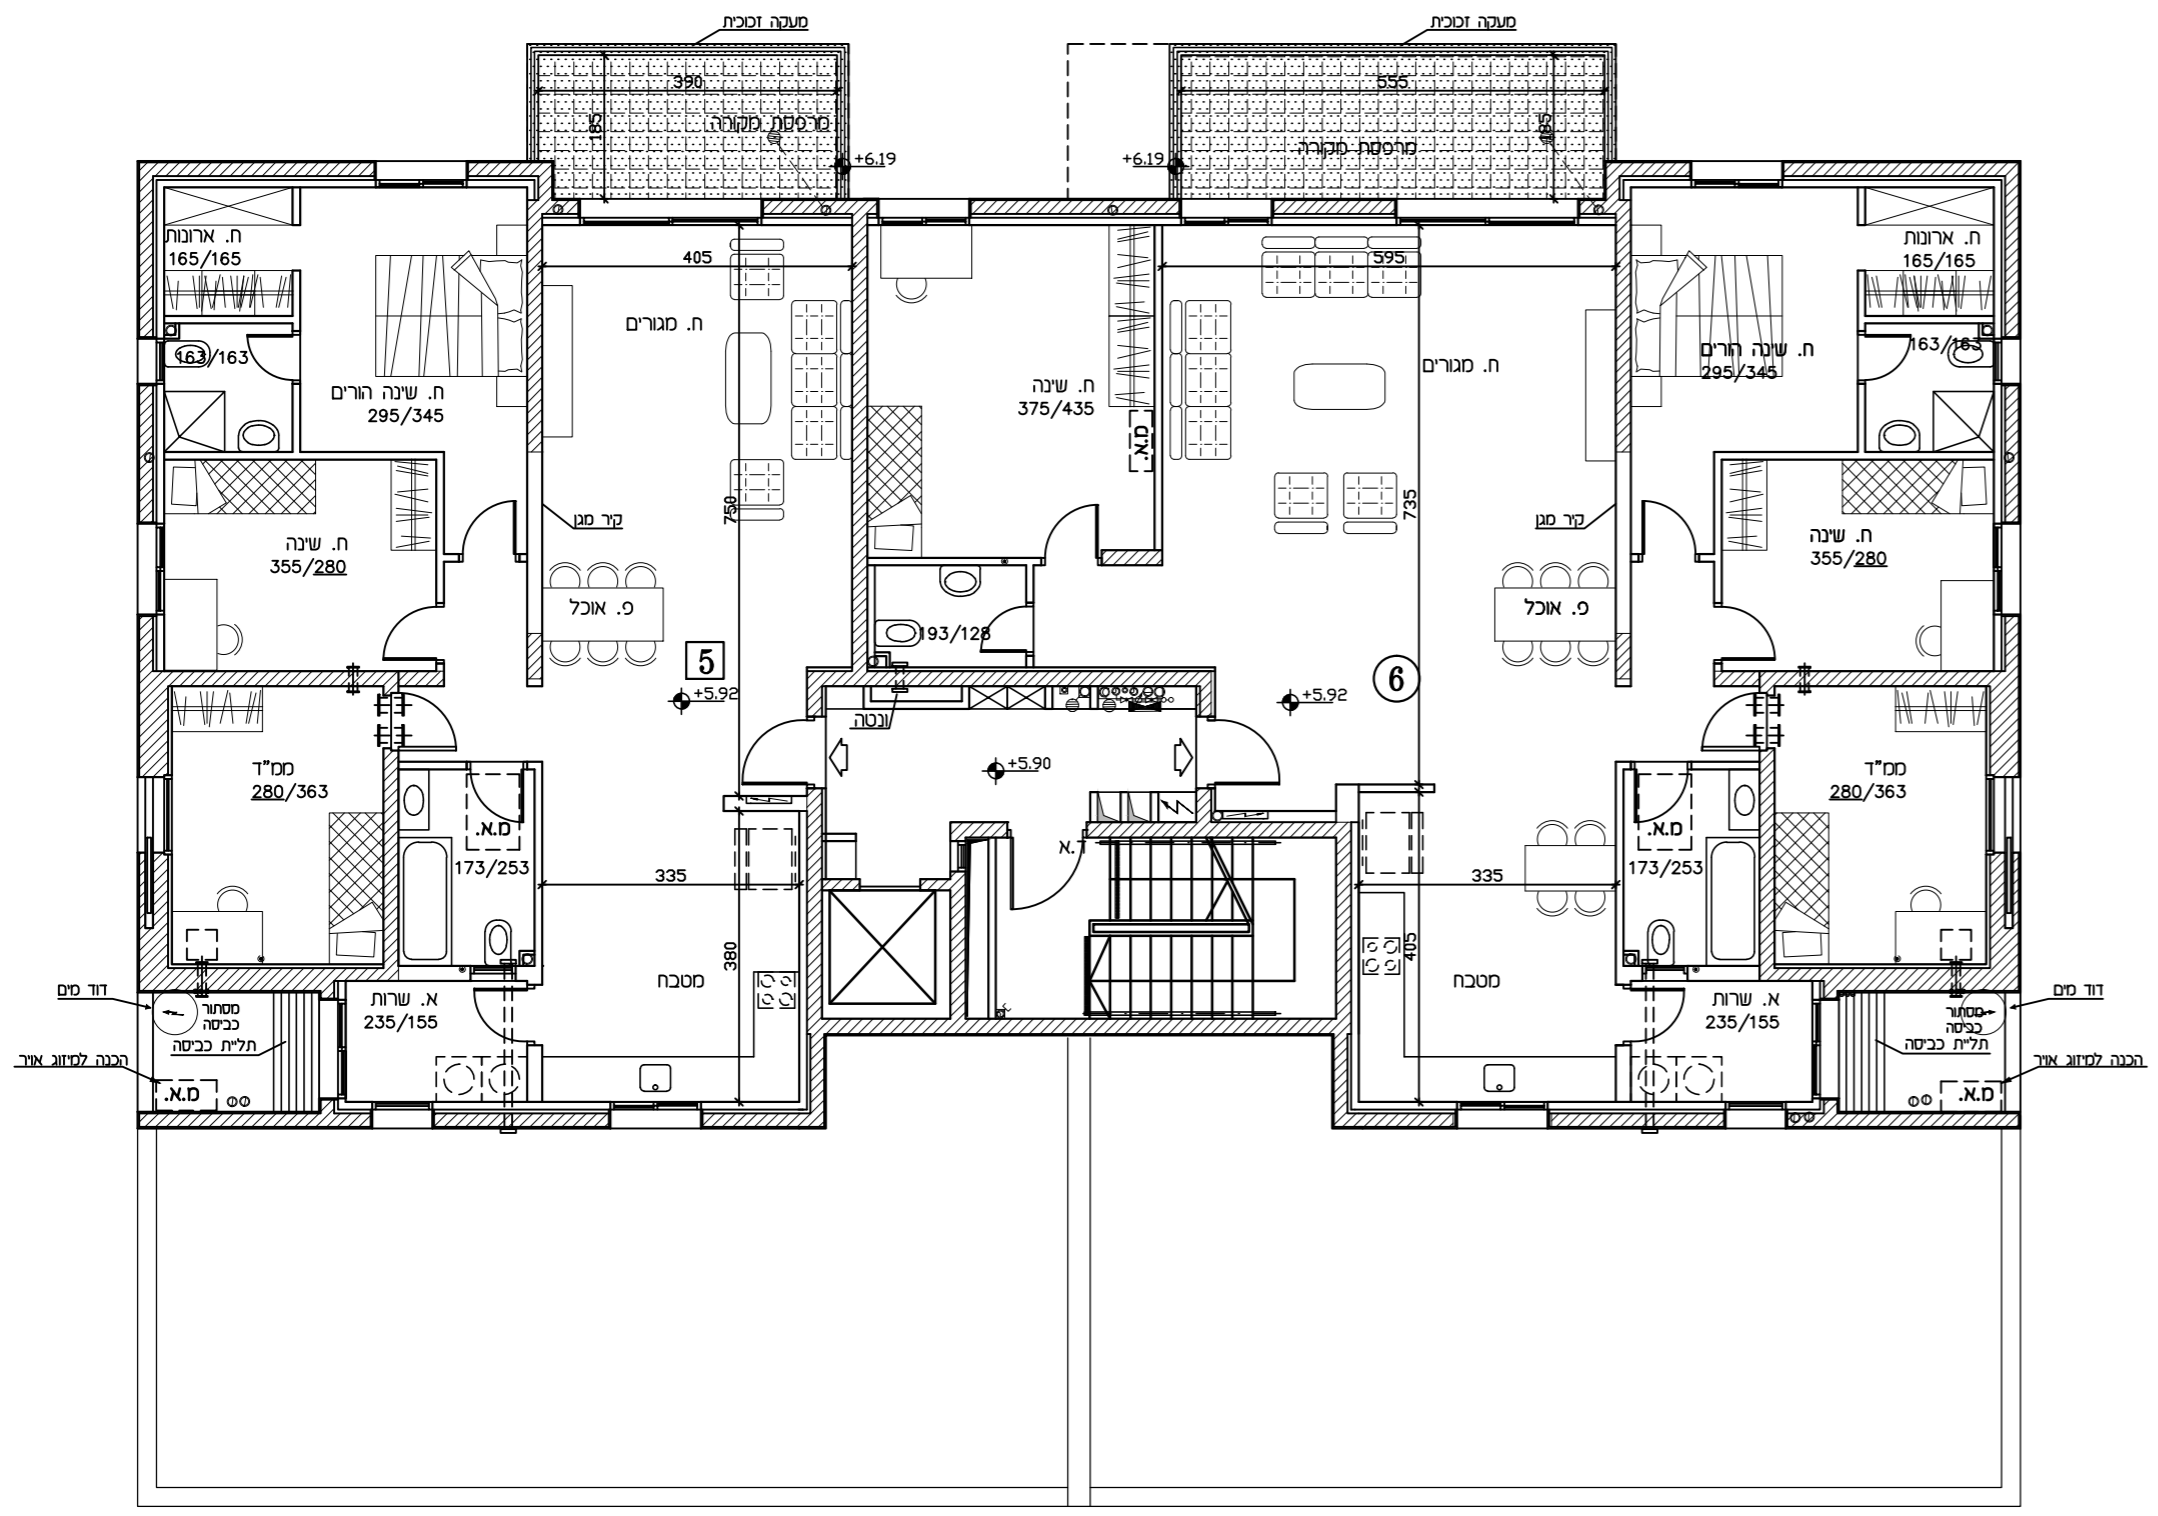 מעקה זכוכית
מעקה זכוכית
390
555
185
185
מרפסת מקורה
מרפסת מקורה
+6.19
+6.19
ח. ארונות
165/165
ח. ארונות
165/165
405
595
ח. מגורים
163/163
163/163
ח. שינה הורים
295/345
ח. מגורים
ח. שינה
375/435
מ.א.
ח. שינה הורים
295/345
750
735
קיר מגן
קיר מגן
ח. שינה
355/280
ח. שינה
355/280
פ. אוכל
פ. אוכל
193/128
5
6
+5.92
+5.92
ונטה
+5.90
ממ"ד
280/363
ממ"ד
280/363
מ.א.
173/253
מ.א.
173/253
ד.א
335
335
380
405
מטבח
מטבח
א. שרות
235/155
א. שרות
235/155
דוד מים
דוד מים
מסתור
כביסה
מסתור
כביסה
תליית כביסה
תליית כביסה
הכנה למיזוג אויר
הכנה למיזוג אויר
מ.א.
מ.א.